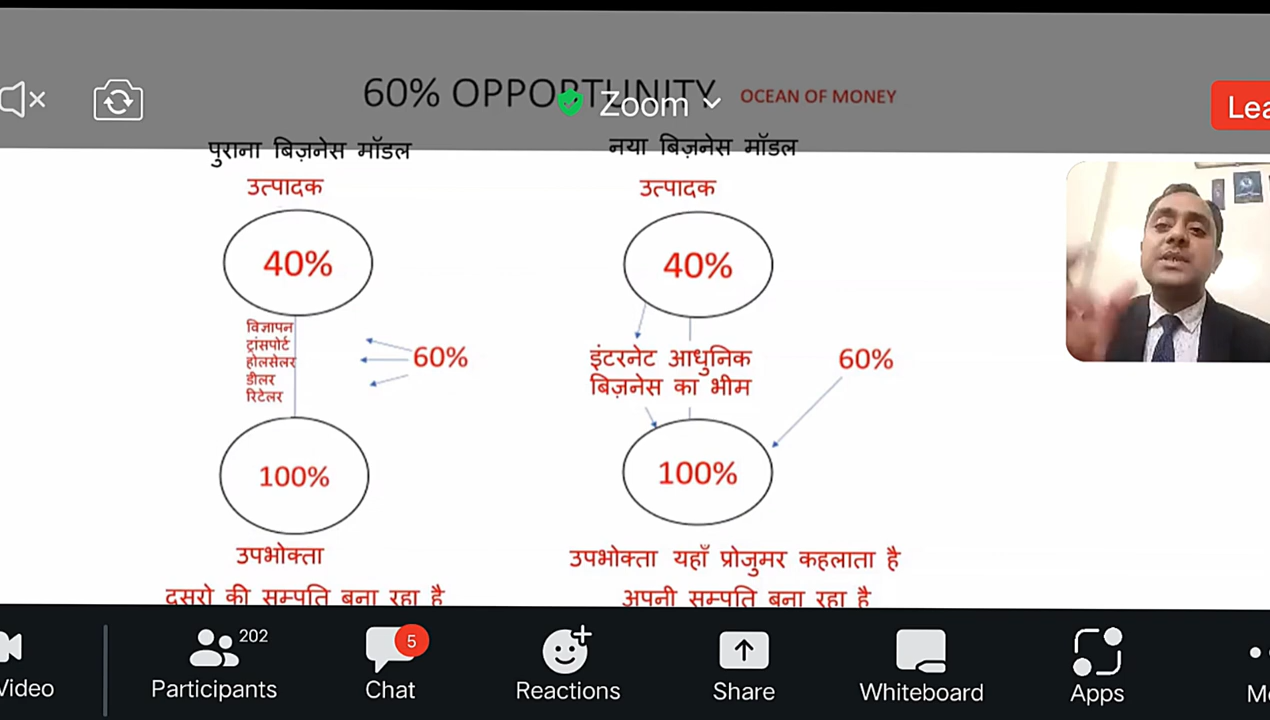 60% OPPORTUNITY
OCEAN OF MONEY
Zoom
Lea
पुराना बिज़नेस मॉडल
नया बिज़नेस मॉडल
उत्पादक
उत्पादक
40%
40%
विज्ञापन
ट्रांसपोर्ट
होलसेलर
डीलर
रिटेलर
60%
इंटरनेट आधुनिक
बिज़नेस का भीम
60%
100%
100%
उपभोक्ता
उपभोक्ता यहाँ प्रोजुमर कहलाता है
दूसरो की सम्पति बना रहा है
अपनी सम्पति बना रहा है
202
5
Video
Participants
Chat
Reactions
Share
Whiteboard
Apps
Mo